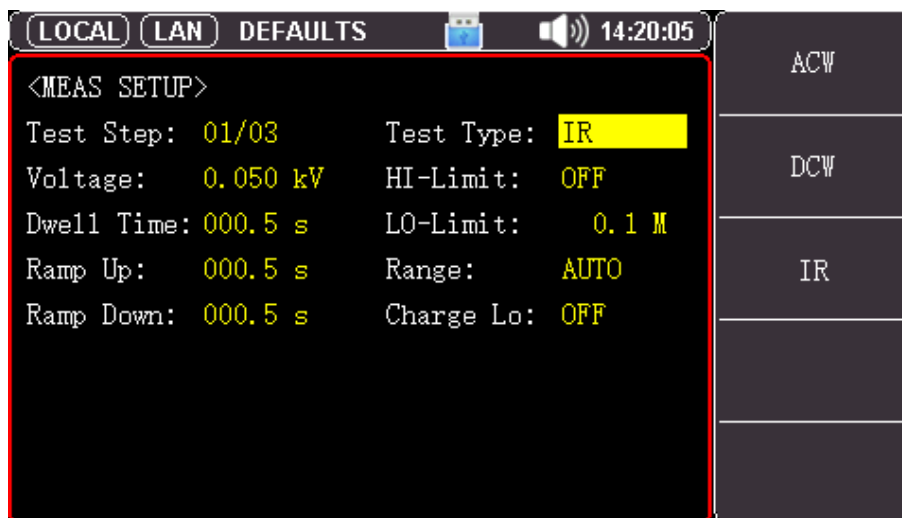 LOCAL LAN DEFAULTS 14:20:05
<MEAS SETUP>
Test Step: 01/03 Test Type: IR
Voltage: 0.050 kV HI-Limit: OFF
Dwell Time: 000.5 s LO-Limit: 0.1 M
Ramp Up: 000.5 s Range: AUTO
Ramp Down: 000.5 s Charge Lo: OFF
ACW
DCW
IR